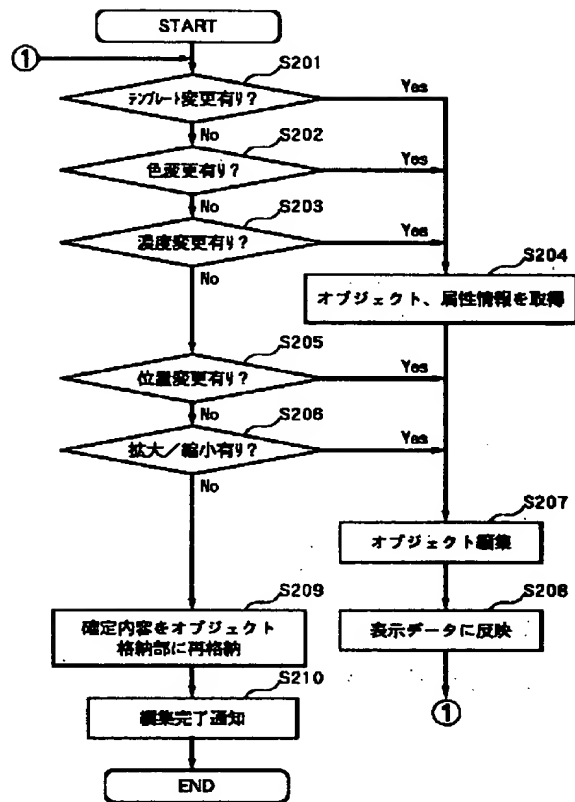 START
①
S201
テンプレート変更有り?
Yes
No
S202
色変更有り?
Yes
No
S203
濃度変更有り?
Yes
No
S204
オブジェクト、属性情報を取得
S205
位置変更有り?
Yes
No
S206
拡大/縮小有り?
Yes
No
S207
オブジェクト編集
S208
表示データに反映
①
S209
確定内容をオブジェクト
格納部に再格納
S210
編集完了通知
END